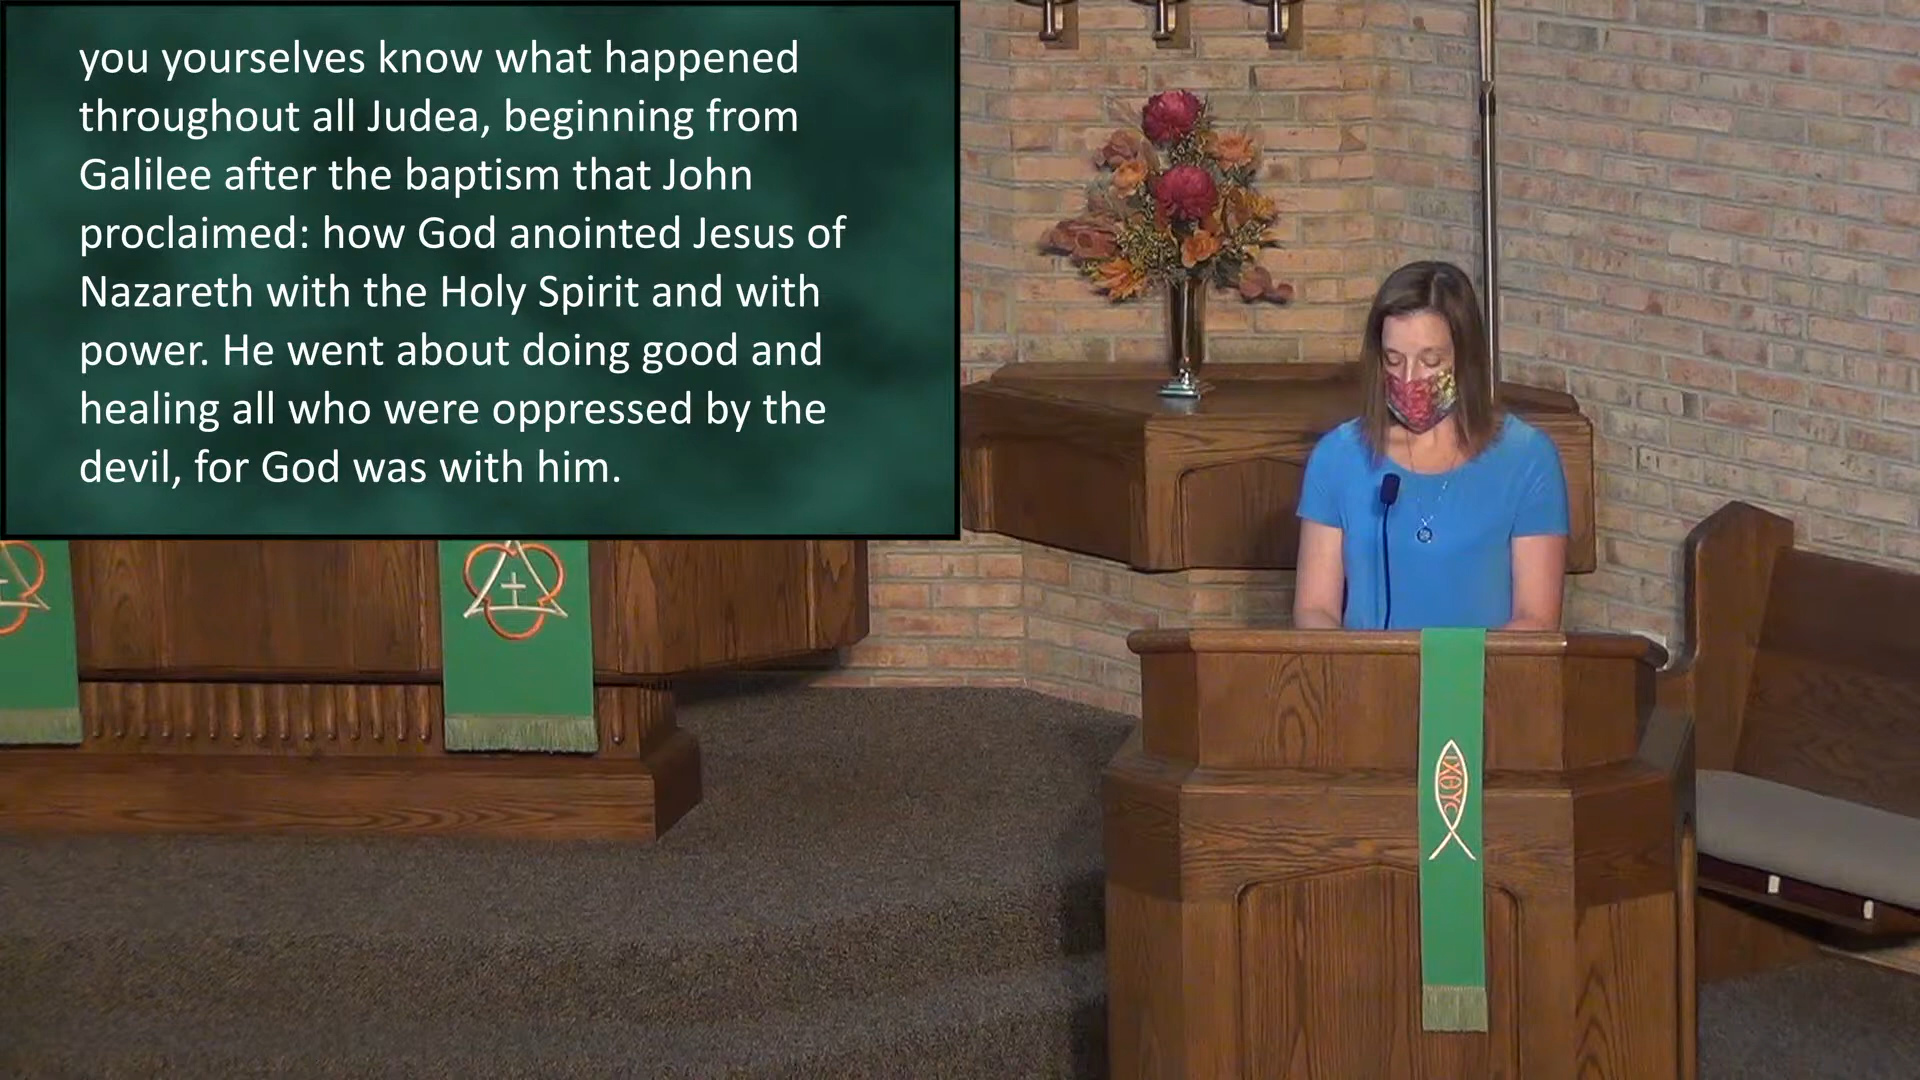 you yourselves know what happened
throughout all Judea, beginning from
Galilee after the baptism that John
proclaimed: how God anointed Jesus of
Nazareth with the Holy Spirit and with
power. He went about doing good and
healing all who were oppressed by the
devil, for God was with him.
ΙΧΘΥC